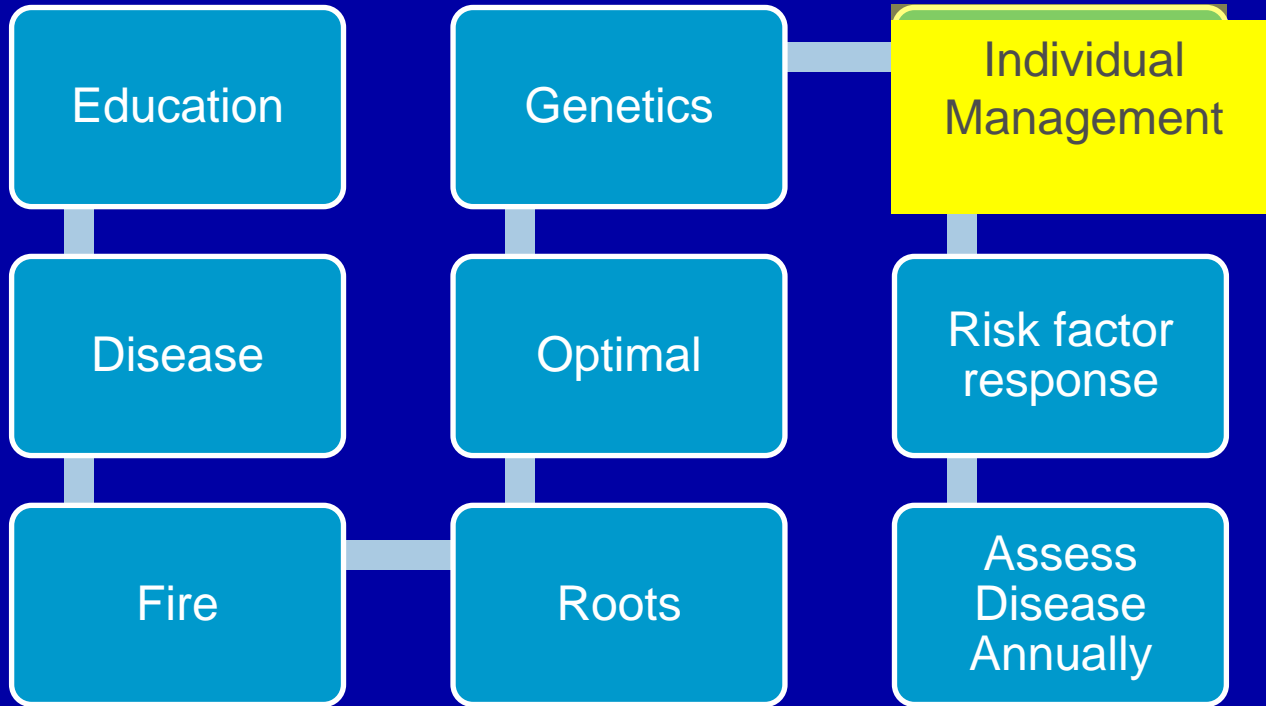 Education
Genetics
Individual
Management
Disease
Optimal
Risk factor
response
Fire
Roots
Assess
Disease
Annually